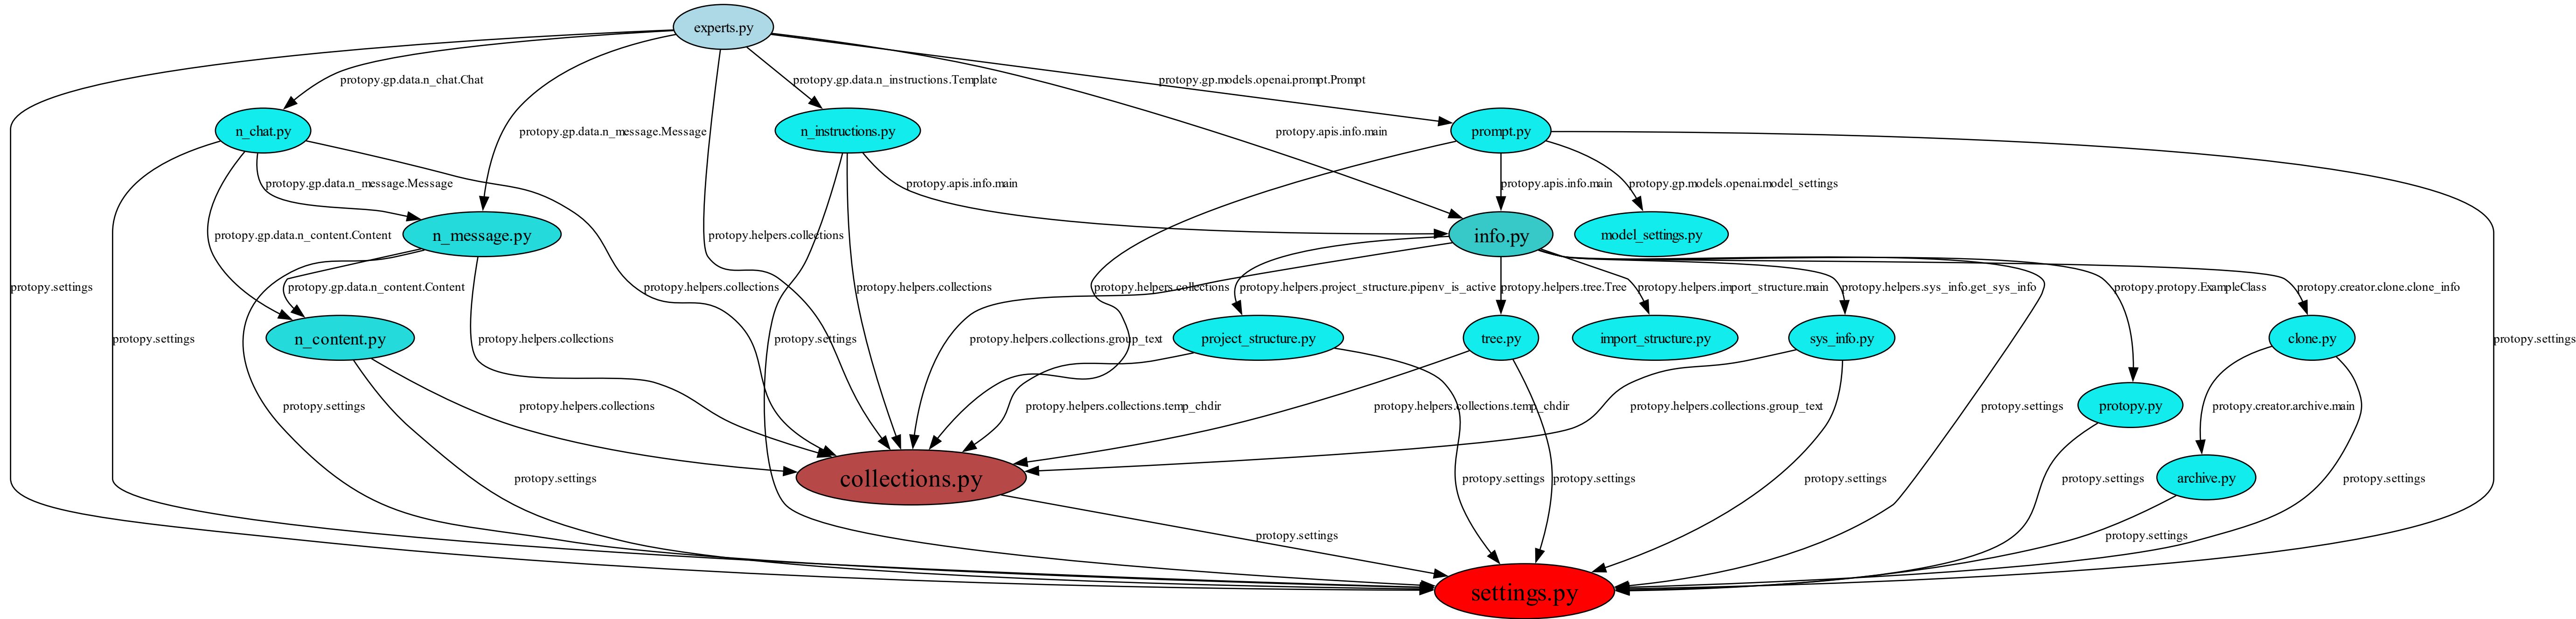 experts.py
protopy.gp.data.n_chat.Chat
protopy.gp.data.n_instructions.Template
protopy.gp.models.openai.prompt.Prompt
n_chat.py
protopy.gp.data.n_message.Message
n_instructions.py
protopy.apis.info.main
prompt.py
protopy.gp.data.n_message.Message
protopy.apis.info.main
protopy.apis.info.main
protopy.gp.models.openai.model_settings
protopy.gp.data.n_content.Content
n_message.py
protopy.helpers.collections
info.py
model_settings.py
protopy.settings
protopy.gp.data.n_content.Content
protopy.helpers.collections
protopy.helpers.collections
protopy.helpers.collections
protopy.helpers.project_structure.pipenv_is_active
protopy.helpers.tree.Tree
protopy.helpers.import_structure.main
protopy.helpers.sys_info.get_sys_info
protopy.protopy.ExampleClass
protopy.creator.clone.clone_info
protopy.settings
n_content.py
protopy.helpers.collections
protopy.settings
protopy.helpers.collections.group_text
project_structure.py
tree.py
import_structure.py
sys_info.py
clone.py
protopy.settings
protopy.settings
protopy.helpers.collections
protopy.helpers.collections.temp_chdir
protopy.helpers.collections.temp_chdir
protopy.helpers.collections.group_text
protopy.settings
protopy.py
protopy.creator.archive.main
protopy.settings
collections.py
protopy.settings
protopy.settings
protopy.settings
protopy.settings
archive.py
protopy.settings
protopy.settings
protopy.settings
settings.py